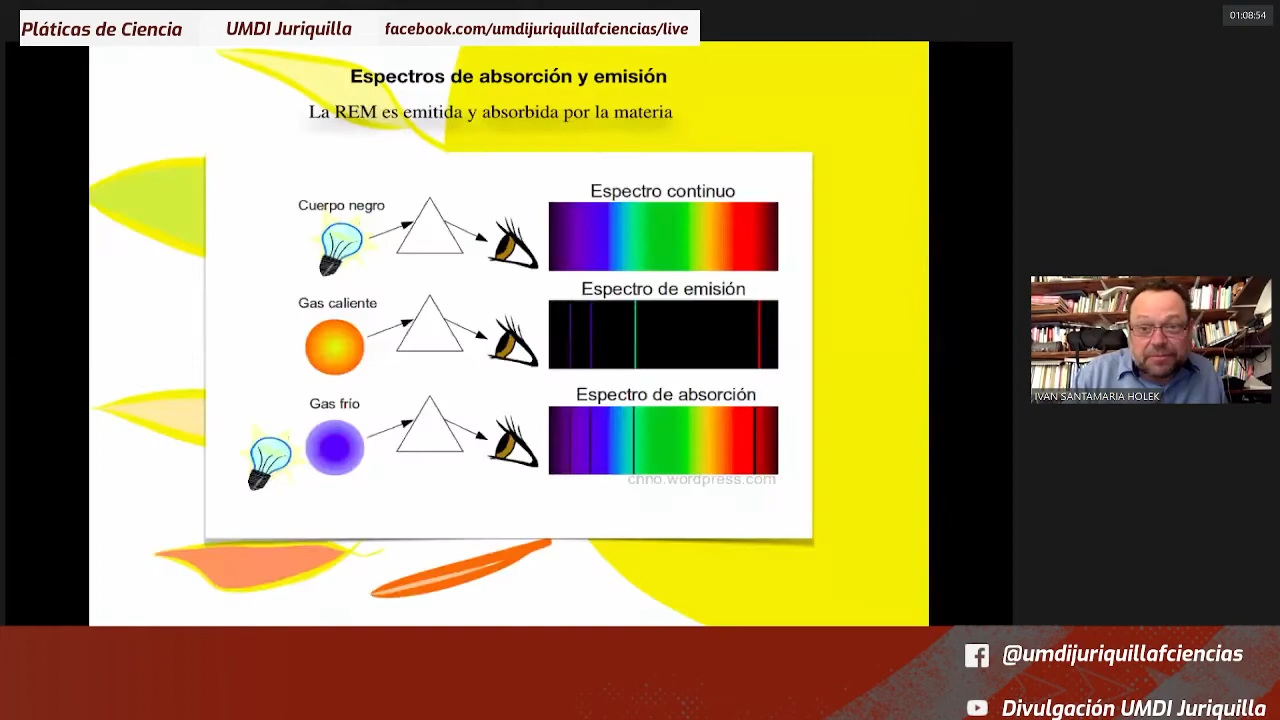 Pláticas de Ciencia UMDI Juriquilla facebook.com/umdijuriquillafciencias/live
01:08:54
Espectros de absorción y emisión
La REM es emitida y absorbida por la materia
Cuerpo negro
Espectro continuo
Gas caliente
Espectro de emisión
Gas frío
Espectro de absorción
chno.wordpress.com
IVAN SANTAMARIA HOLEK
@umdijuriquillafciencias
Divulgación UMDI Juriquilla